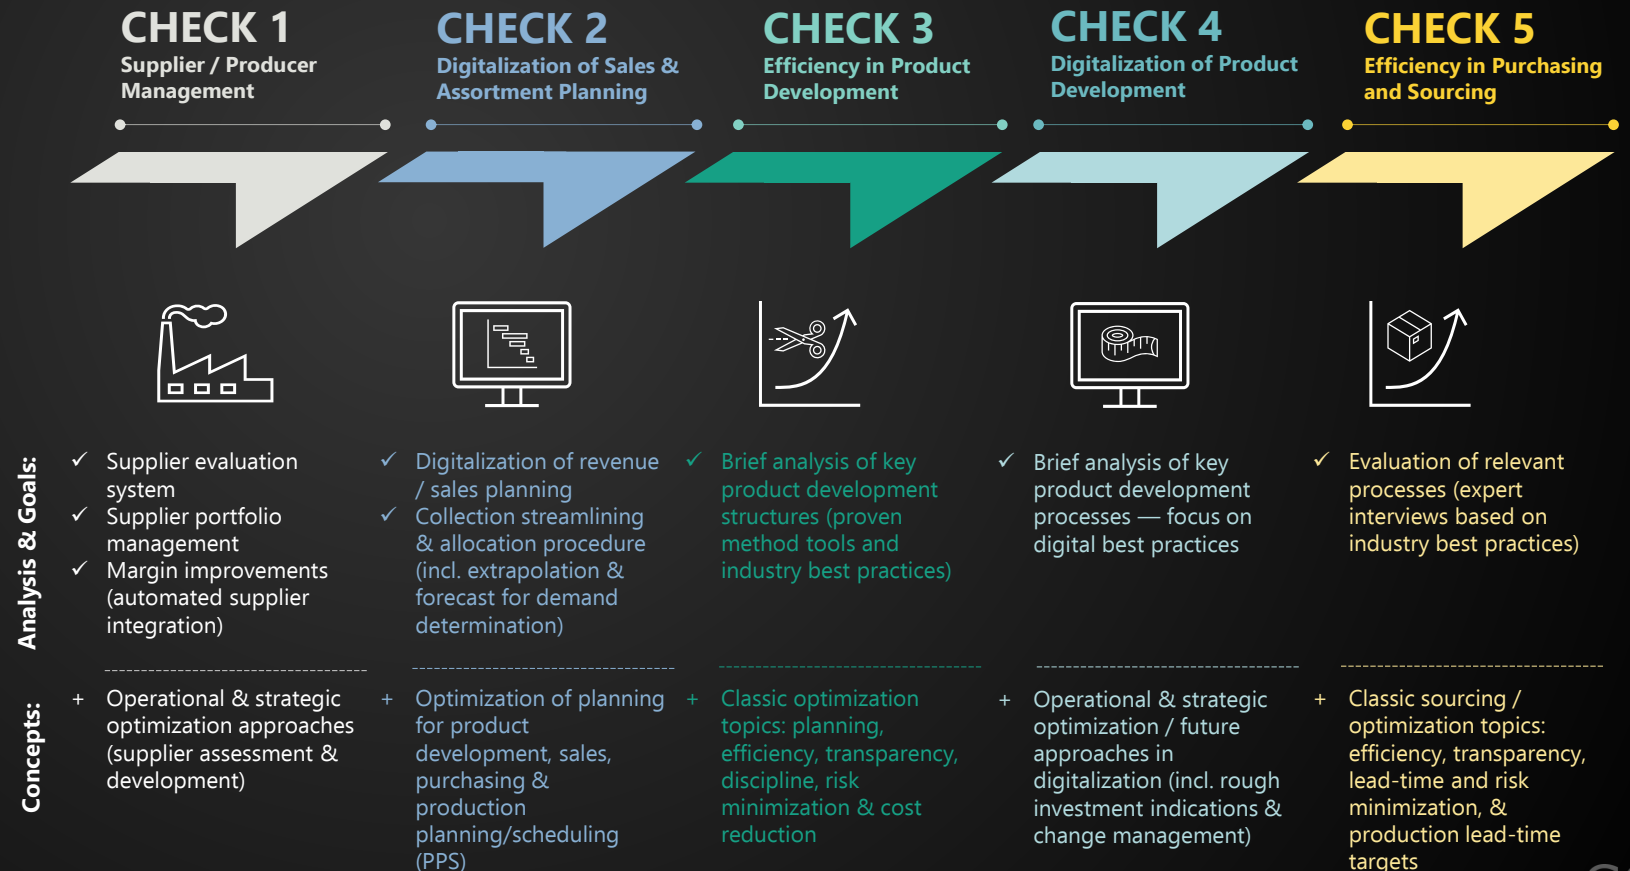 CHECK 1
Supplier / Producer
Management
CHECK 2
Digitalization of Sales &
Assortment Planning
CHECK 3
Efficiency in Product
Development
CHECK 4
Digitalization of Product
Development
CHECK 5
Efficiency in Purchasing
and Sourcing
Analysis & Goals:
✓ Supplier evaluation
system
✓ Supplier portfolio
management
✓ Margin improvements
(automated supplier
integration)
✓ Digitalization of revenue
/ sales planning
✓ Collection streamlining
& allocation procedure
(incl. extrapolation &
forecast for demand
determination)
✓ Brief analysis of key
product development
structures (proven
method tools and
industry best practices)
✓ Brief analysis of key
product development
processes — focus on
digital best practices
✓ Evaluation of relevant
processes (expert
interviews based on
industry best practices)
Concepts:
+ Operational & strategic
optimization approaches
(supplier assessment &
development)
+ Optimization of planning
for product
development, sales,
purchasing &
production
planning/scheduling
(PPS)
+ Classic optimization
topics: planning,
efficiency, transparency,
discipline, risk
minimization & cost
reduction
+ Operational & strategic
optimization / future
approaches in
digitalization (incl. rough
investment indications &
change management)
+ Classic sourcing /
optimization topics:
efficiency, transparency,
lead-time and risk
minimization, &
production lead-time
targets